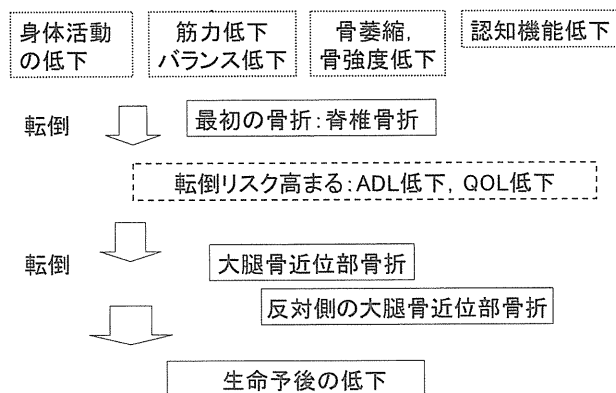 身体活動
の低下
筋力低下
バランス低下
骨萎縮,
骨強度低下
認知機能低下
転倒
最初の骨折:脊椎骨折
転倒リスク高まる:ADL低下, QOL低下
転倒
大腿骨近位部骨折
反対側の大腿骨近位部骨折
生命予後の低下